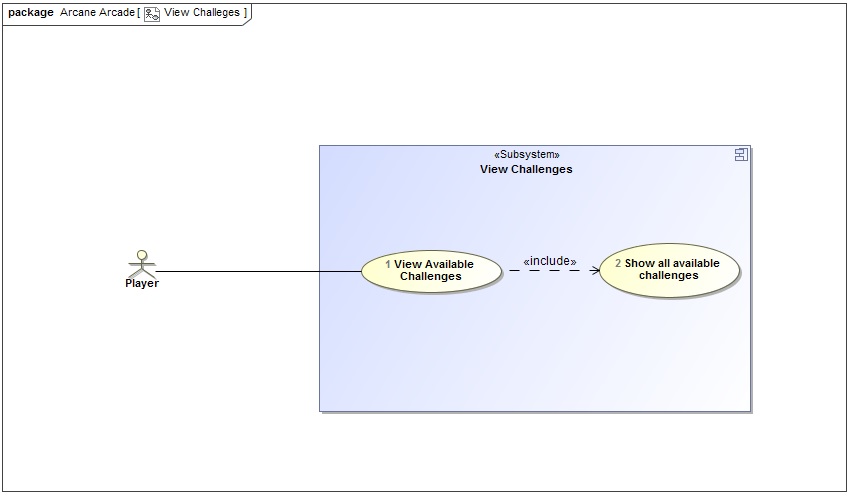 package Arcane Arcade [ View Challeges ]
«Subsystem»
View Challenges
Player
1 View Available
Challenges
«include»
2 Show all available
challenges